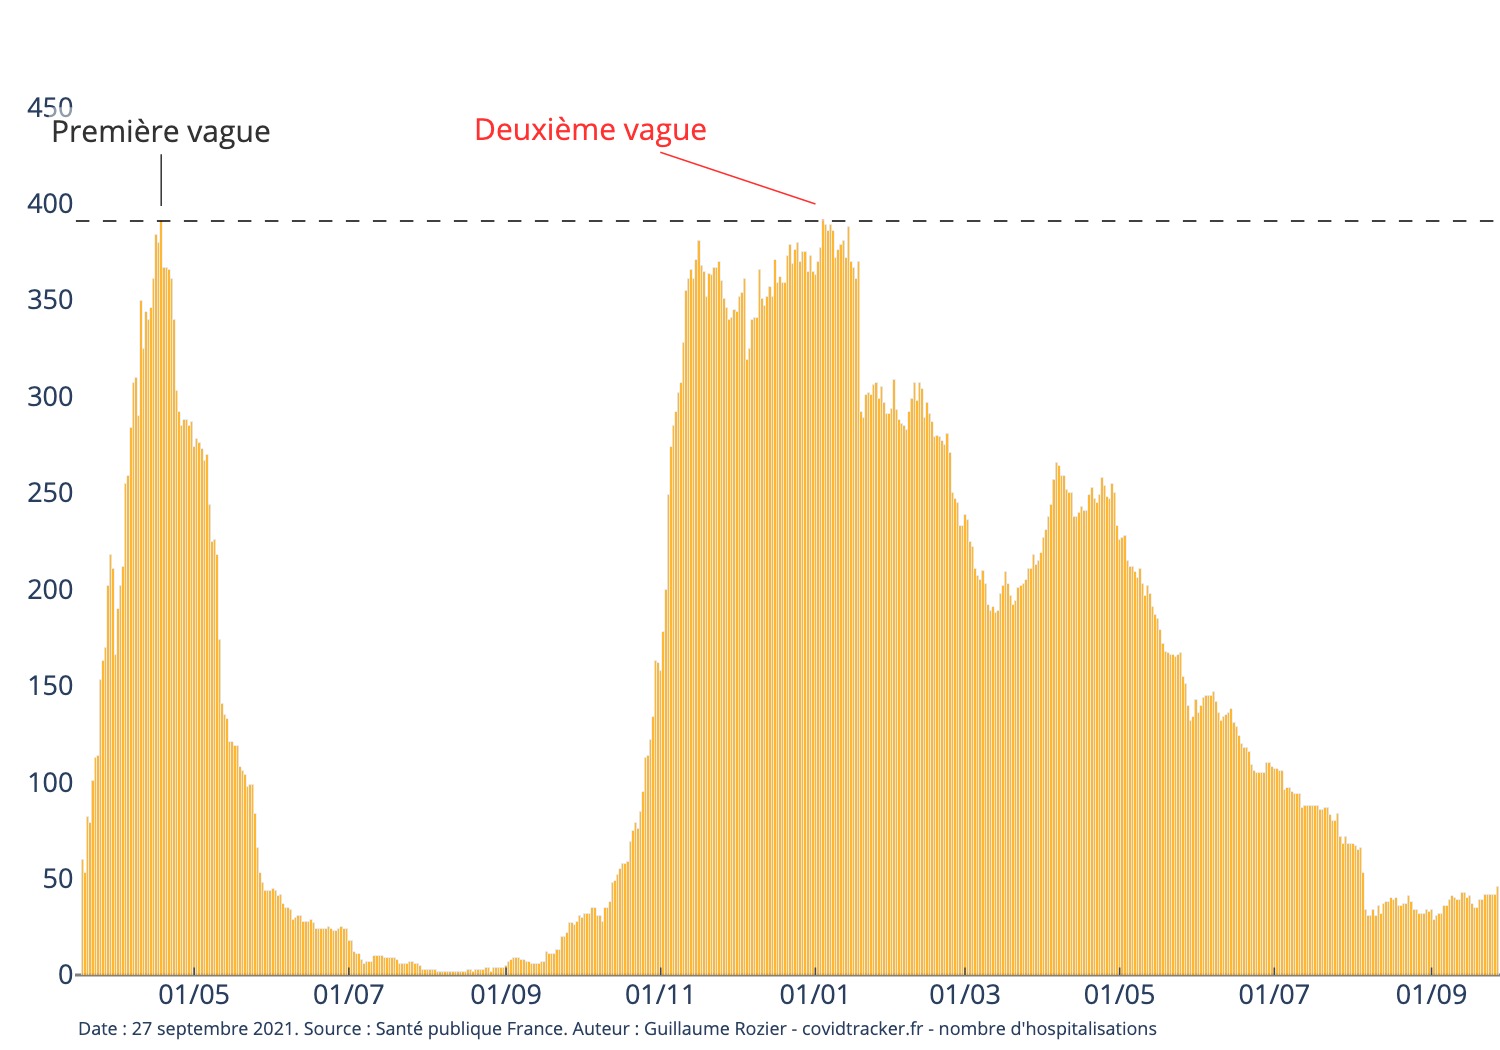 450
Première vague
Deuxième vague
400
350
300
250
200
150
100
50
0
01/05 01/07 01/09 01/11 01/01 01/03 01/05 01/07 01/09
Date : 27 septembre 2021. Source : Santé publique France. Auteur : Guillaume Rozier - covidtracker.fr - nombre d'hospitalisations